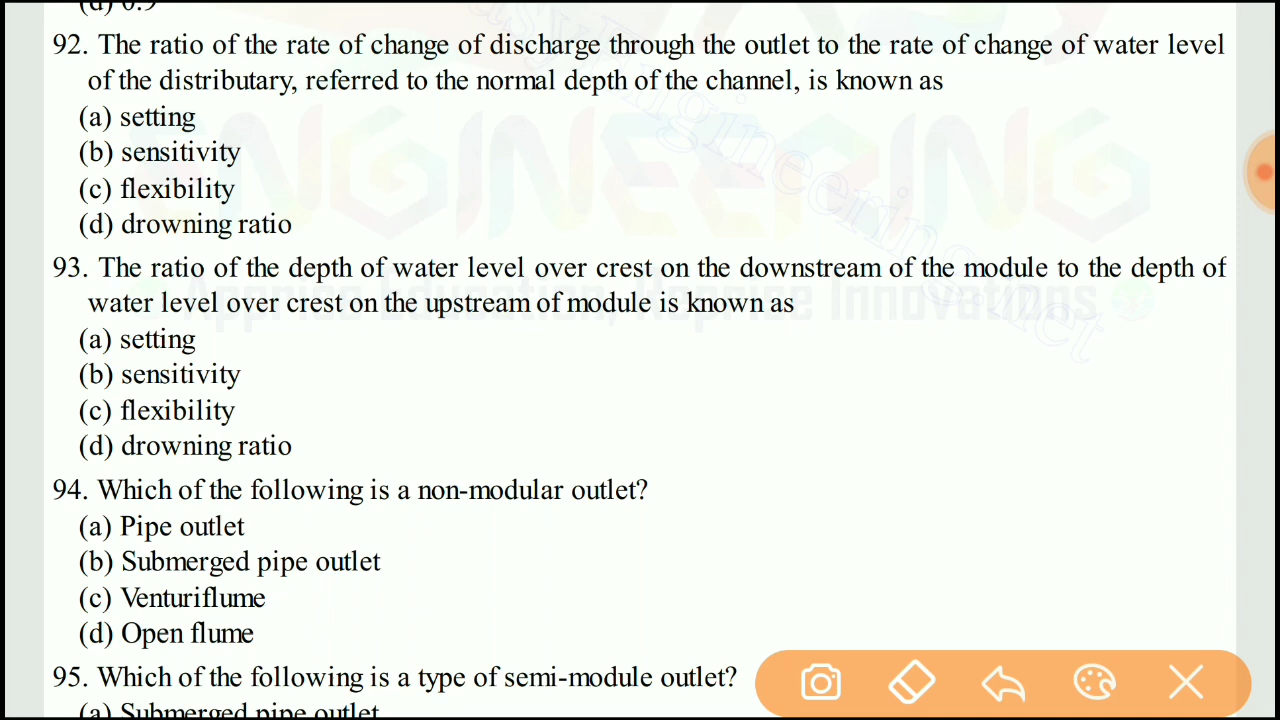 (d) 0.9
92. The ratio of the rate of change of discharge through the outlet to the rate of change of water level
of the distributary, referred to the normal depth of the channel, is known as
(a) setting
(b) sensitivity
(c) flexibility
(d) drowning ratio
93. The ratio of the depth of water level over crest on the downstream of the module to the depth of
water level over crest on the upstream of module is known as
(a) setting
(b) sensitivity
(c) flexibility
(d) drowning ratio
94. Which of the following is a non-modular outlet?
(a) Pipe outlet
(b) Submerged pipe outlet
(c) Venturiflume
(d) Open flume
95. Which of the following is a type of semi-module outlet?
(a) Submerged pipe outlet